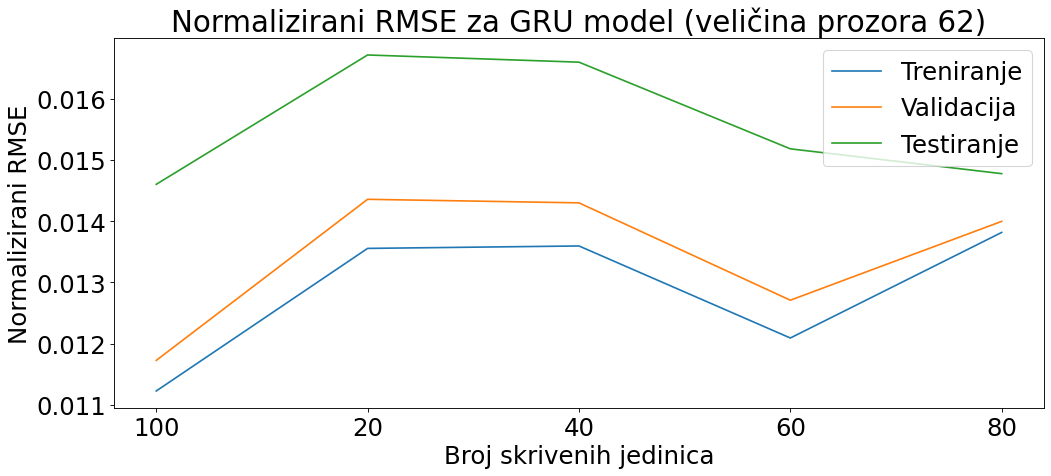 Normalizirani RMSE za GRU model (veličina prozora 62)
Normalizirani RMSE
0.016
0.015
0.014
0.013
0.012
0.011
Treniranje
Validacija
Testiranje
100 20 40 60 80
Broj skrivenih jedinica